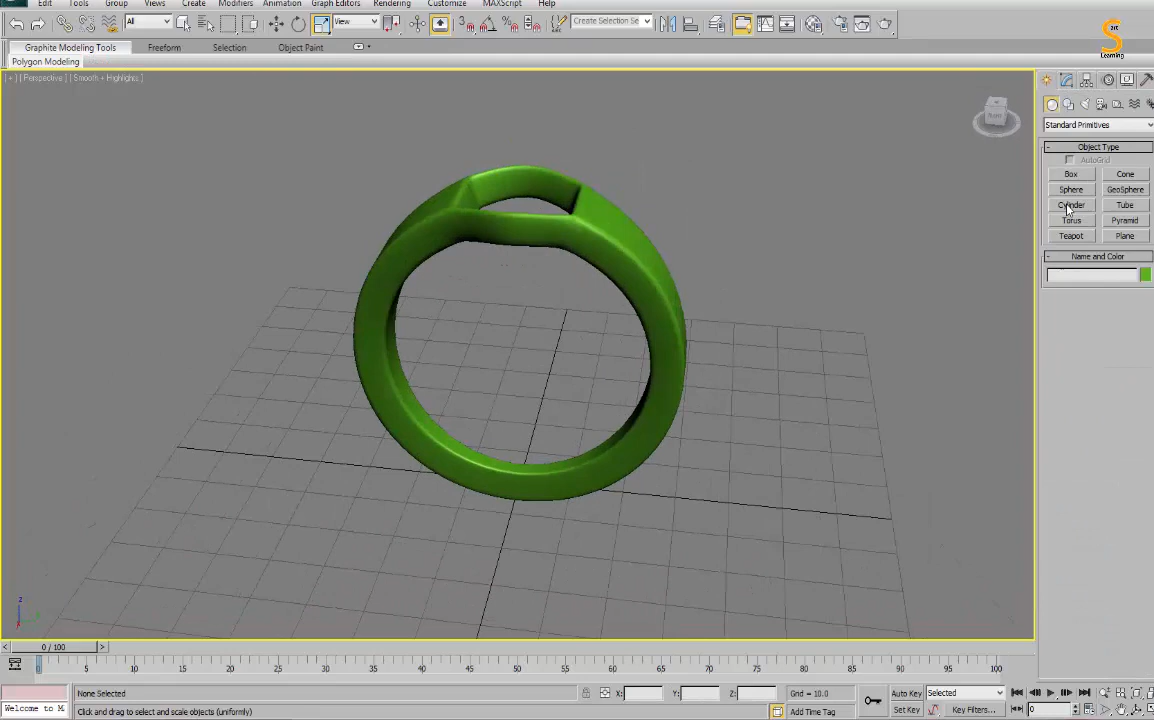 Edit Tools Group Views Create Modifiers Animation Graph Editors Rendering Customize MAXScript Help
All View Create Selection Se
Graphite Modeling Tools Freeform Selection Object Paint
Polygon Modeling
[ + ] [ Perspective ] [ Smooth + Highlights ]
art
Learning
Standard Primitives
- Object Type
AutoGrid
Box Cone
Sphere GeoSphere
Cylinder Tube
Torus Pyramid
Teapot Plane
- Name and Color
z
< 0 / 100 >
0 5 10 15 20 25 30 35 40 45 50 55 60 65 70 75 80 85 90 95 100
None Selected X: Y: Z: Grid = 10.0 Auto Key Selected
Welcome to M Click and drag to select and scale objects (uniformly) Add Time Tag Set Key Key Filters... 0